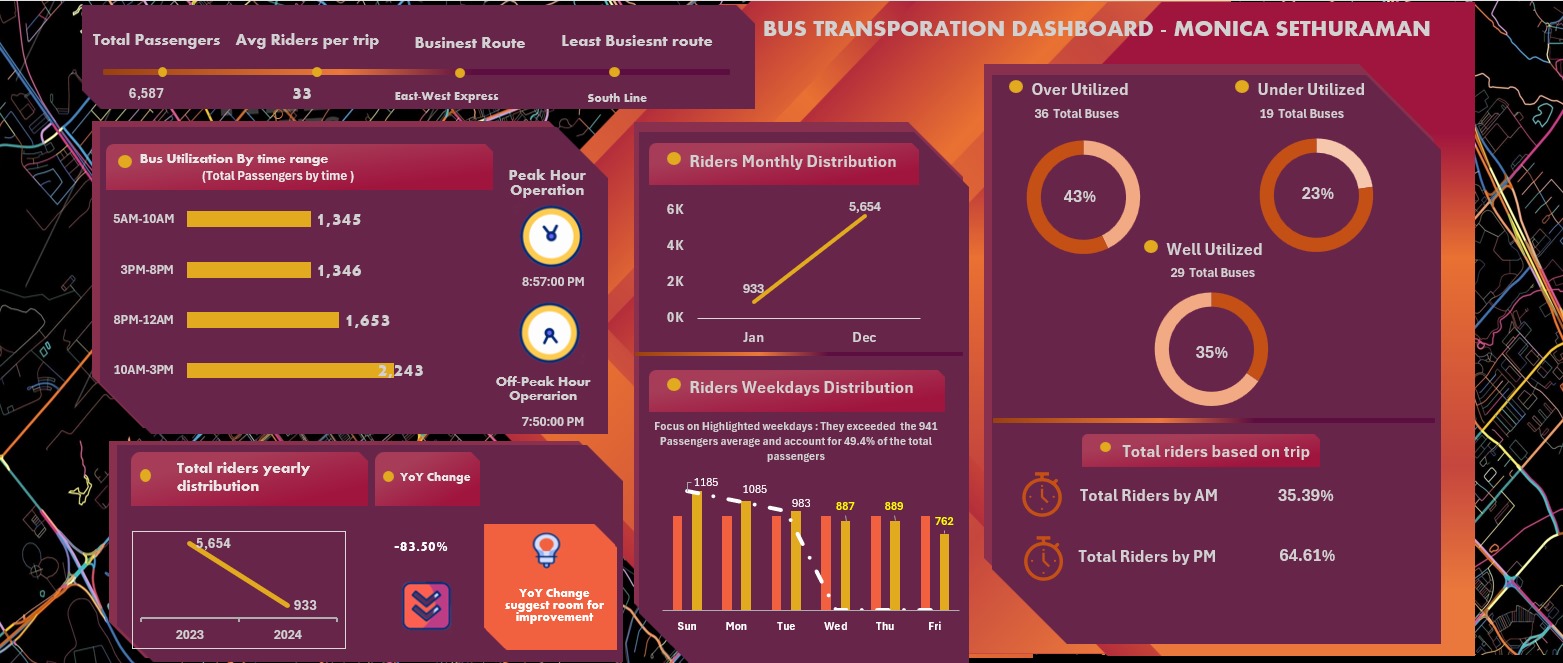 BUS TRANSPORATION DASHBOARD - MONICA SETHURAMAN
Total Passengers
6,587
Avg Riders per trip
33
Businest Route
East-West Express
Least Busiesnt route
South Line
Bus Utilization By time range
(Total Passengers by time )
5AM-10AM
1,345
3PM-8PM
1,346
8PM-12AM
1,653
10AM-3PM
2,243
Peak Hour
Operation
8:57:00 PM
Off-Peak Hour
Operarion
7:50:00 PM
Total riders yearly
distribution
5,654
933
2023
2024
YoY Change
-83.50%
YoY Change
suggest room for
improvement
Riders Monthly Distribution
6K
4K
2K
0K
933
5,654
Jan
Dec
Riders Weekdays Distribution
Focus on Highlighted weekdays : They exceeded the 941
Passengers average and account for 49.4% of the total
passengers
1185
1085
983
887
889
762
Sun
Mon
Tue
Wed
Thu
Fri
Over Utilized
36 Total Buses
43%
Under Utilized
19 Total Buses
23%
Well Utilized
29 Total Buses
35%
Total riders based on trip
Total Riders by AM
35.39%
Total Riders by PM
64.61%